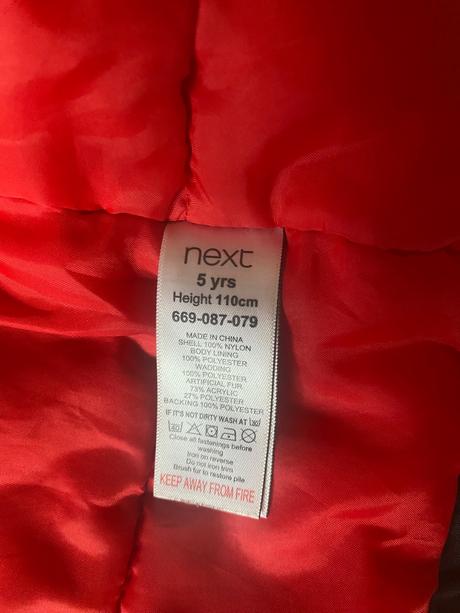 next
5 yrs
Height 110cm
669-087-079
MADE IN CHINA
SHELL 100% NYLON
BODY LINING
100% POLYESTER
WADDING
100% POLYESTER
ARTIFICIAL FUR
73% ACRYLIC
27% POLYESTER
BACKING 100% POLYESTER
IF IT'S NOT DIRTY WASH AT 30
Close all fastenings before
washing
Iron on reverse
Do not iron trim
Brush fur to restore pile
KEEP AWAY FROM FIRE